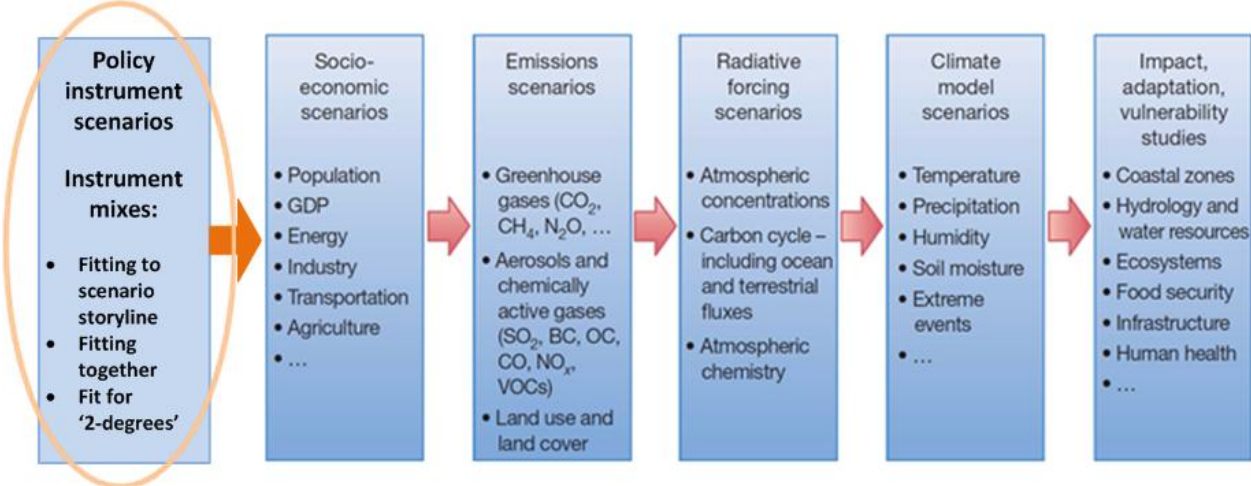 Policy
instrument
scenarios
Instrument
mixes:
• Fitting to
scenario
storyline
• Fitting
together
• Fit for
‘2-degrees’
Socio-
economic
scenarios
• Population
• GDP
• Energy
• Industry
• Transportation
• Agriculture
• ...
Emissions
scenarios
• Greenhouse
gases (CO₂,
CH₄, N₂O, ...
• Aerosols and
chemically
active gases
(SO₂, BC, OC,
CO, NOₓ,
VOCs)
• Land use and
land cover
Radiative
forcing
scenarios
• Atmospheric
concentrations
• Carbon cycle –
including ocean
and terrestrial
fluxes
• Atmospheric
chemistry
Climate
model
scenarios
• Temperature
• Precipitation
• Humidity
• Soil moisture
• Extreme
events
• ...
Impact,
adaptation,
vulnerability
studies
• Coastal zones
• Hydrology and
water resources
• Ecosystems
• Food security
• Infrastructure
• Human health
• ...